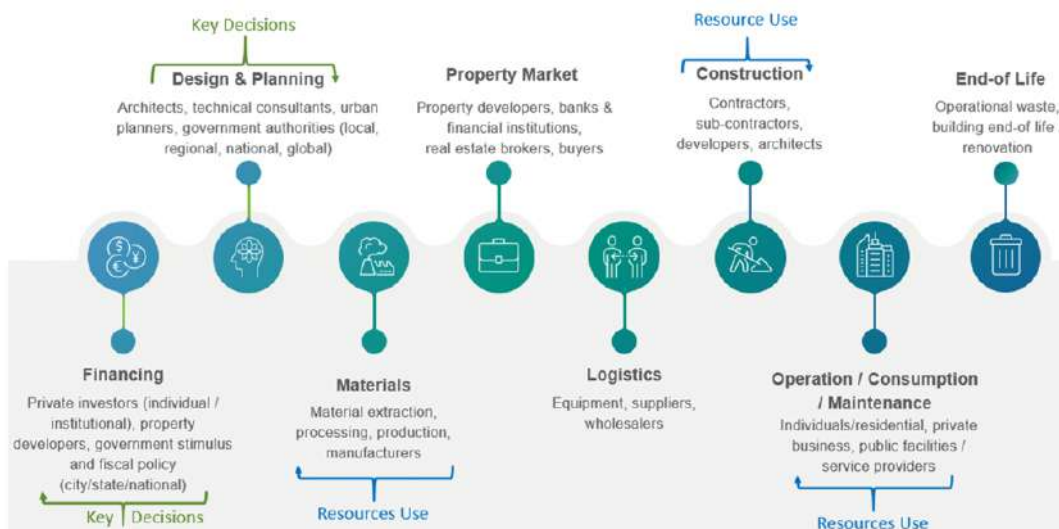 Key Decisions
Design & Planning
Architects, technical consultants, urban
planners, government authorities (local,
regional, national, global)
Property Market
Property developers, banks &
financial institutions,
real estate brokers, buyers
Resource Use
Construction
Contractors,
sub-contractors,
developers, architects
End-of Life
Operational waste,
building end-of life /
renovation
$
¥
€
Financing
Private investors (individual /
institutional), property
developers, government stimulus
and fiscal policy
(city/state/national)
Key Decisions
Materials
Material extraction,
processing, production,
manufacturers
Resources Use
Logistics
Equipment, suppliers,
wholesalers
Operation / Consumption
/ Maintenance
Individuals/residential, private
business, public facilities /
service providers
Resources Use